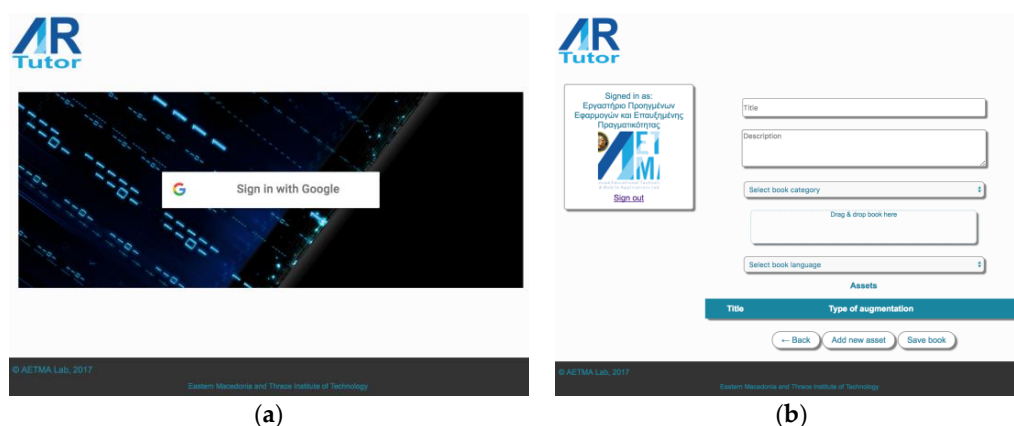 AR
Tutor
Sign in with Google
© AETMA Lab, 2017
Eastern Macedonia and Thrace Institute of Technology
(a)
AR
Tutor
Signed in as:
Εργαστήριο Προηγμένων
Εφαρμογών και Επαυξημένης
Πραγματικότητας
Sign out
Title
Description
Select book category
Drag & drop book here
Select book language
Assets
Title Type of augmentation
← Back Add new asset Save book
© AETMA Lab, 2017
Eastern Macedonia and Thrace Institute of Technology
(b)